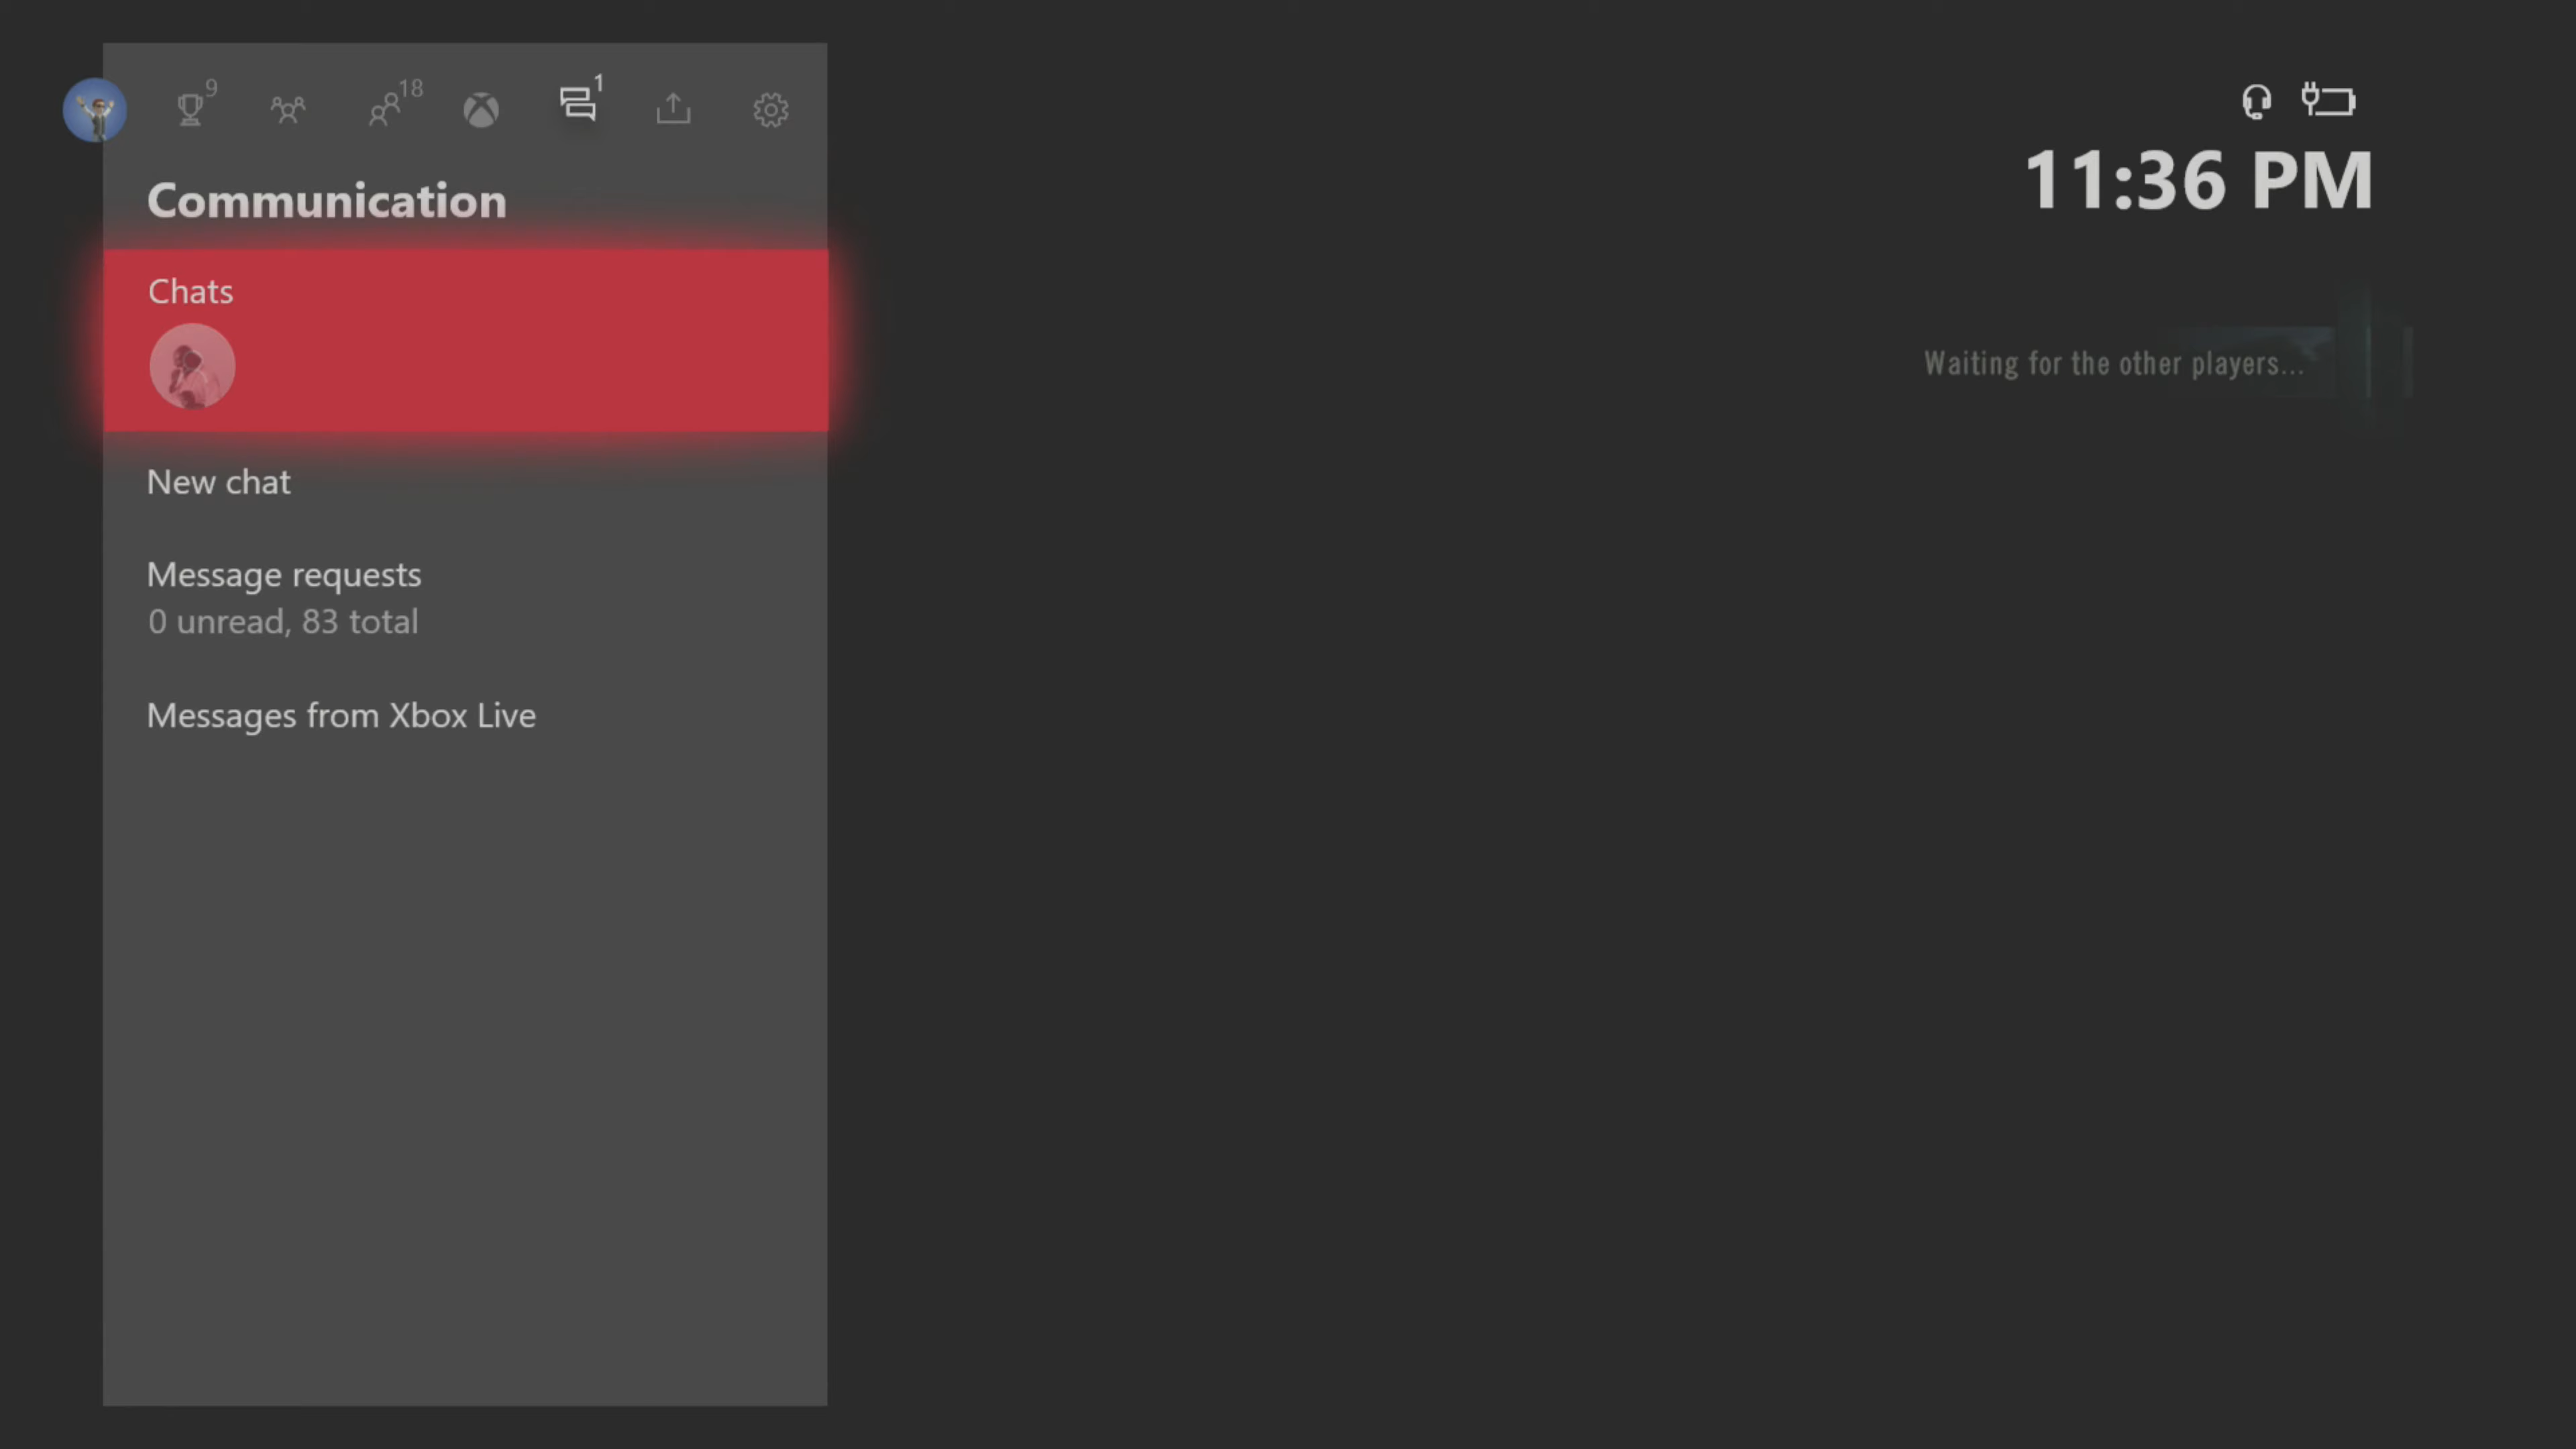 9
18
1
11:36 PM
Communication
Chats
Waiting for the other players...
New chat
Message requests
0 unread, 83 total
Messages from Xbox Live